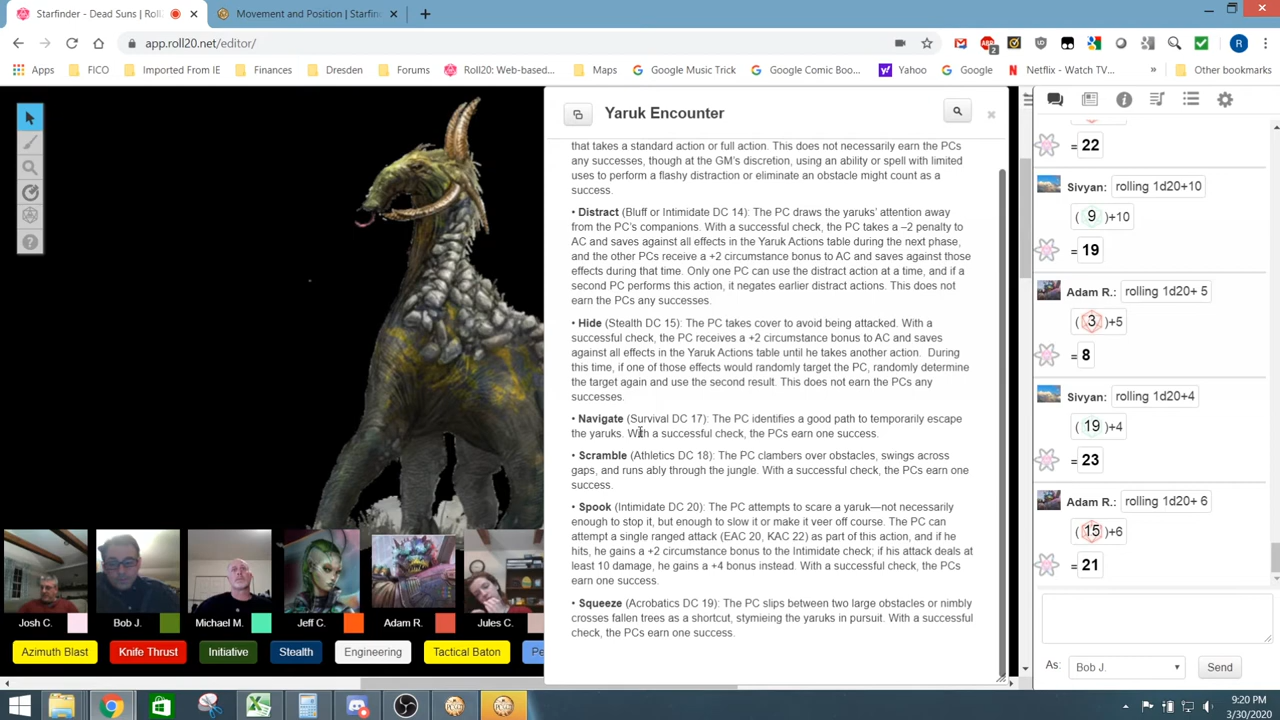 Starfinder - Dead Suns | Roll
Movement and Position | Starfin
app.roll20.net/editor/
Apps
FICO
Imported From IE
Finances
Dresden
Forums
Roll20: Web-based...
Maps
Google Music Trick
Google Comic Boo...
Yahoo
Google
Netflix - Watch TV...
»
Other bookmarks
Yaruk Encounter
that takes a standard action or full action. This does not necessarily earn the PCs
any successes, though at the GM's discretion, using an ability or spell with limited
uses to perform a flashy distraction or eliminate an obstacle might count as a
success.
• Distract (Bluff or Intimidate DC 14): The PC draws the yaruks' attention away
from the PC's companions. With a successful check, the PC takes a –2 penalty to
AC and saves against all effects in the Yaruk Actions table during the next phase,
and the other PCs receive a +2 circumstance bonus to AC and saves against those
effects during that time. Only one PC can use the distract action at a time, and if a
second PC performs this action, it negates earlier distract actions. This does not
earn the PCs any successes.
• Hide (Stealth DC 15): The PC takes cover to avoid being attacked. With a
successful check, the PC receives a +2 circumstance bonus to AC and saves
against all effects in the Yaruk Actions table until he takes another action. During
this time, if one of those effects would randomly target the PC, randomly determine
the target again and use the second result. This does not earn the PCs any
successes.
• Navigate (Survival DC 17): The PC identifies a good path to temporarily escape
the yaruks. With a successful check, the PCs earn one success.
• Scramble (Athletics DC 18): The PC clambers over obstacles, swings across
gaps, and runs ably through the jungle. With a successful check, the PCs earn one
success.
• Spook (Intimidate DC 20): The PC attempts to scare a yaruk—not necessarily
enough to stop it, but enough to slow it or make it veer off course. The PC can
attempt a single ranged attack (EAC 20, KAC 22) as part of this action, and if he
hits, he gains a +2 circumstance bonus to the Intimidate check; if his attack deals at
least 10 damage, he gains a +4 bonus instead. With a successful check, the PCs
earn one success.
• Squeeze (Acrobatics DC 19): The PC slips between two large obstacles or nimbly
crosses fallen trees as a shortcut, stymieing the yaruks in pursuit. With a successful
check, the PCs earn one success.
= 22
Sivyan: rolling 1d20+10
( 9 )+10
= 19
Adam R.: rolling 1d20+ 5
( 3 )+5
= 8
Sivyan: rolling 1d20+4
( 19 )+4
= 23
Adam R.: rolling 1d20+ 6
( 15 )+6
= 21
As: Bob J. Send
Josh C.
Bob J.
Michael M.
Jeff C.
Adam R.
Jules C.
Azimuth Blast
Knife Thrust
Initiative
Stealth
Engineering
Tactical Baton
9:20 PM
3/30/2020